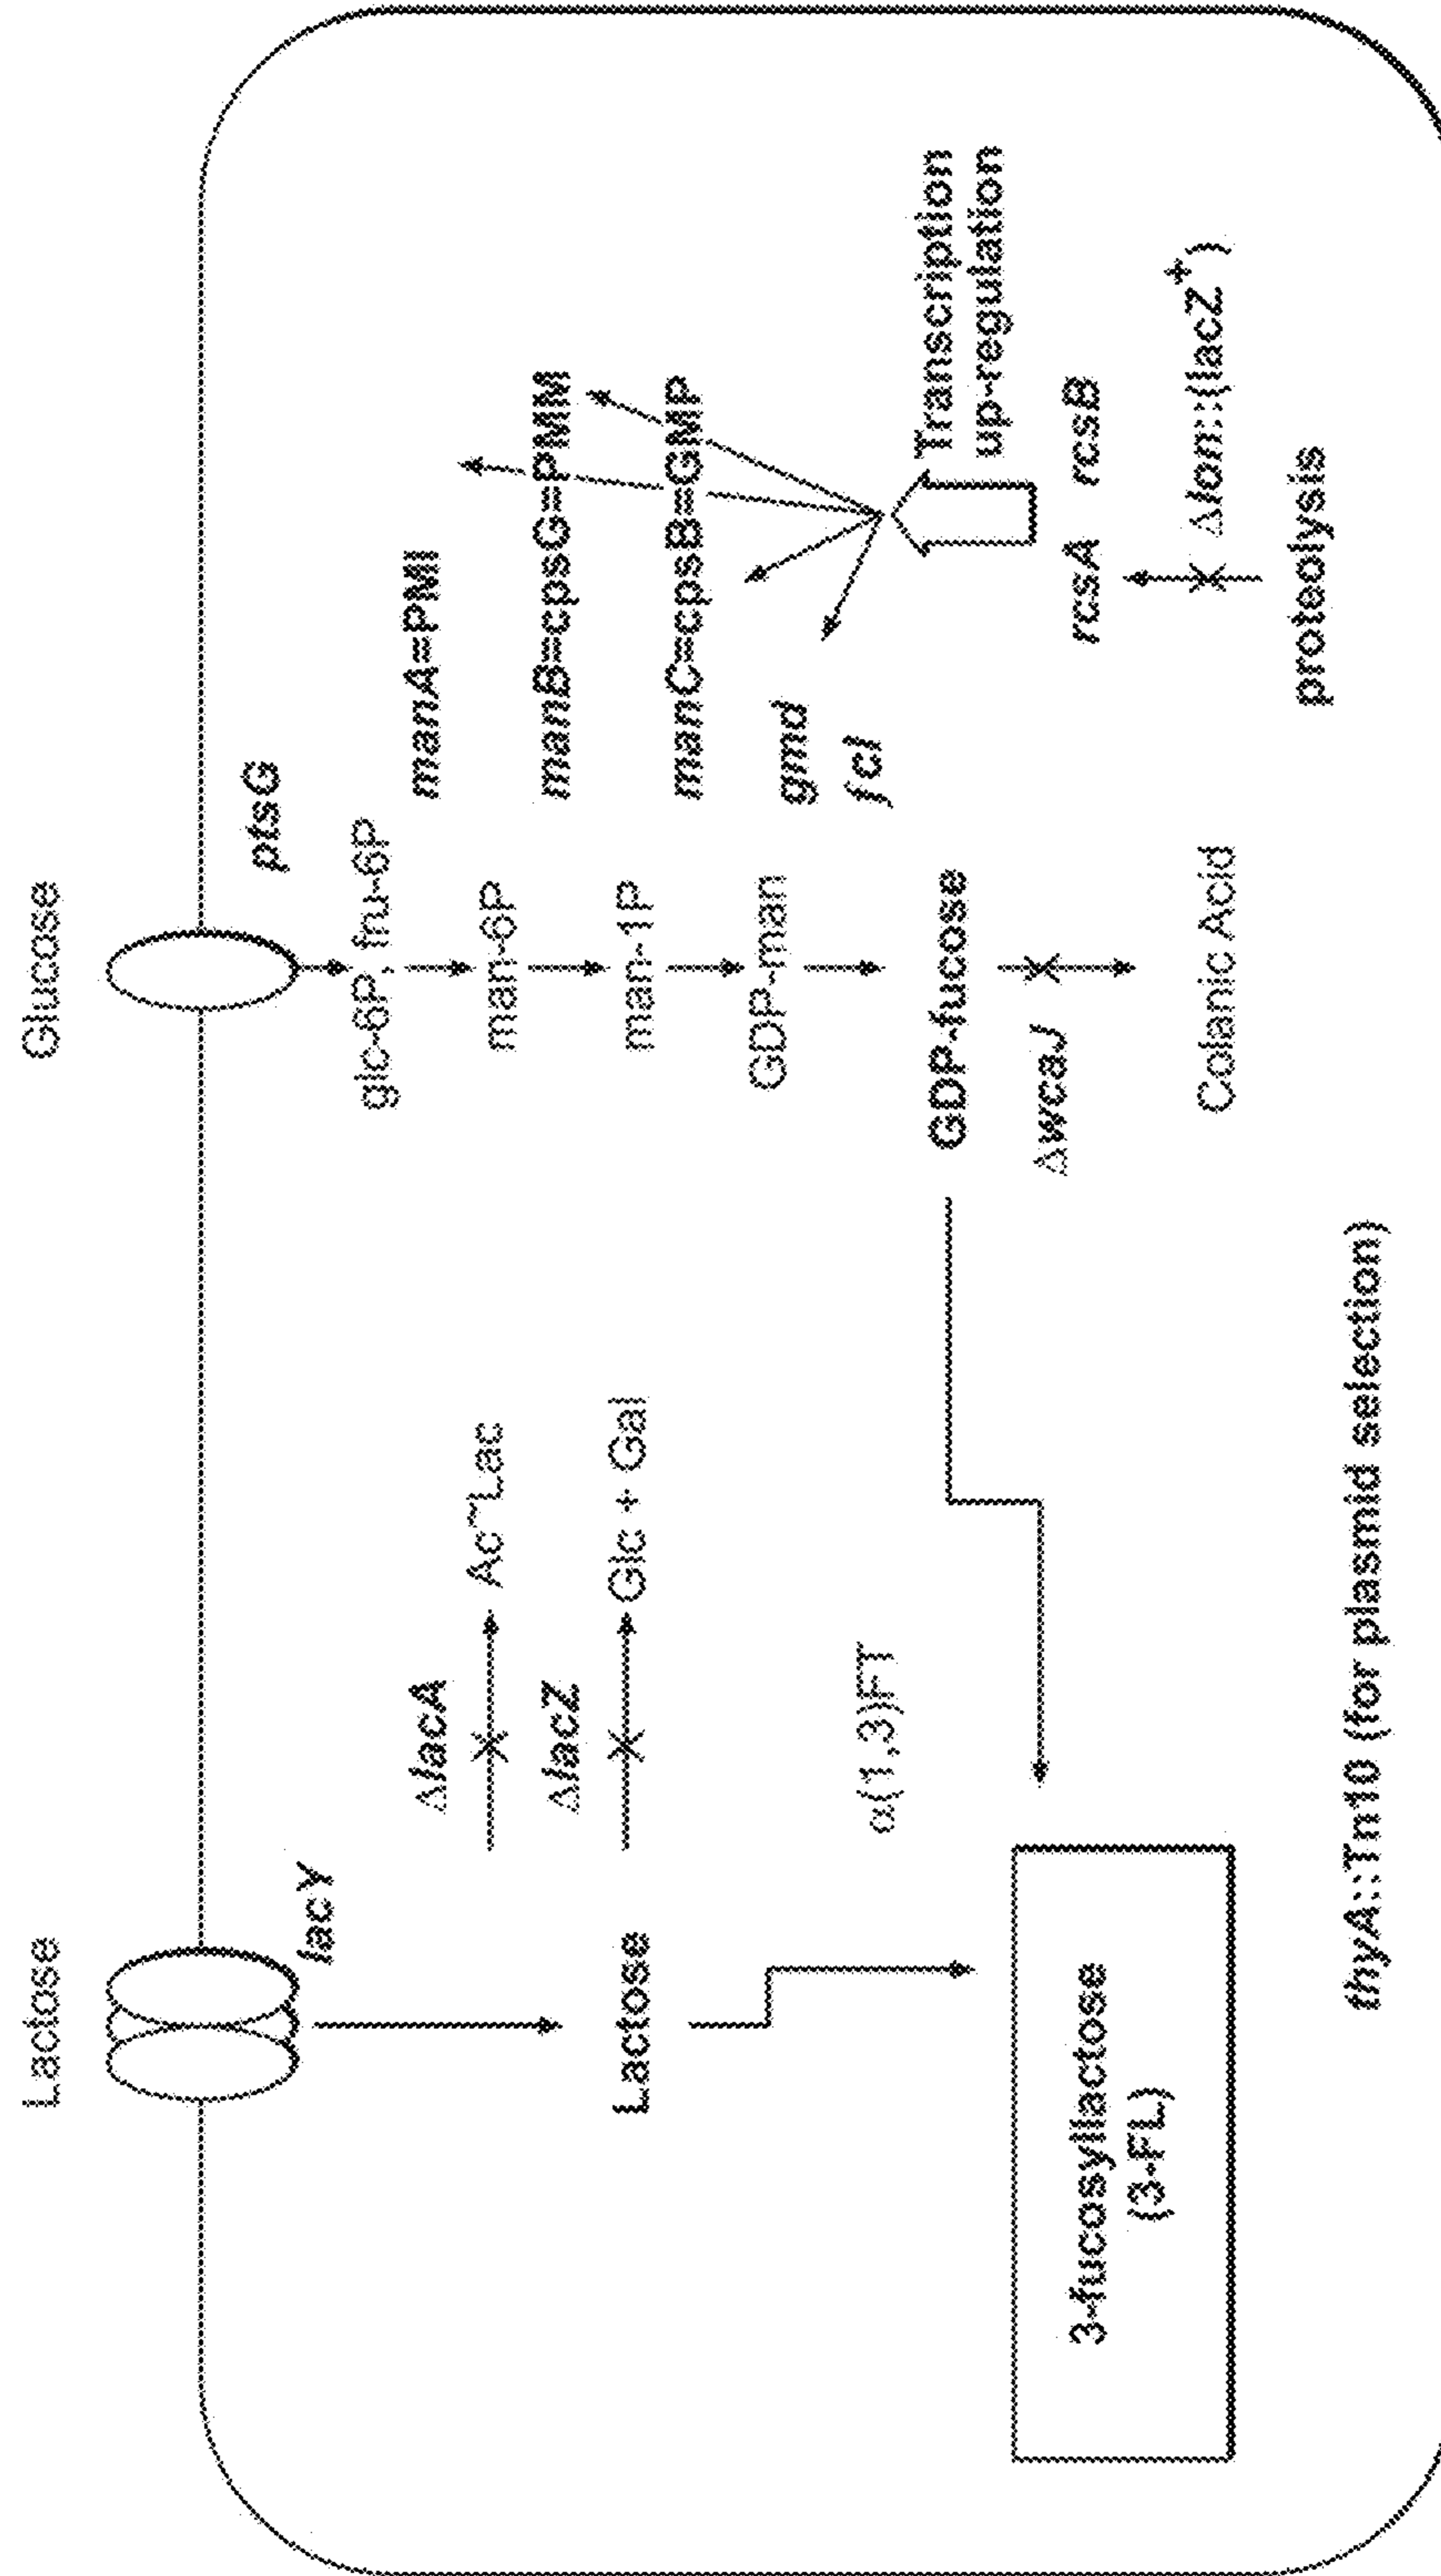 Lactose
Glucose
lacY
ptsG
ΔlacA
Ac~Lac
glc-6P, fru-6P
manA=PMI
ΔlacZ
Lactose
Glc + Gal
man-6P
manB=cpsG=PMM
man-1P
manC=cpsB=GMP
GDP-man
gmd
fcl
α(1,3)FT
GDP-fucose
Transcription
up-regulation
ΔwcaJ
rcsA rcsB
3-fucosyllactose
(3-FL)
Colanic Acid
Δlon::(lacZ⁺)
proteolysis
thyA::Tn10 (for plasmid selection)